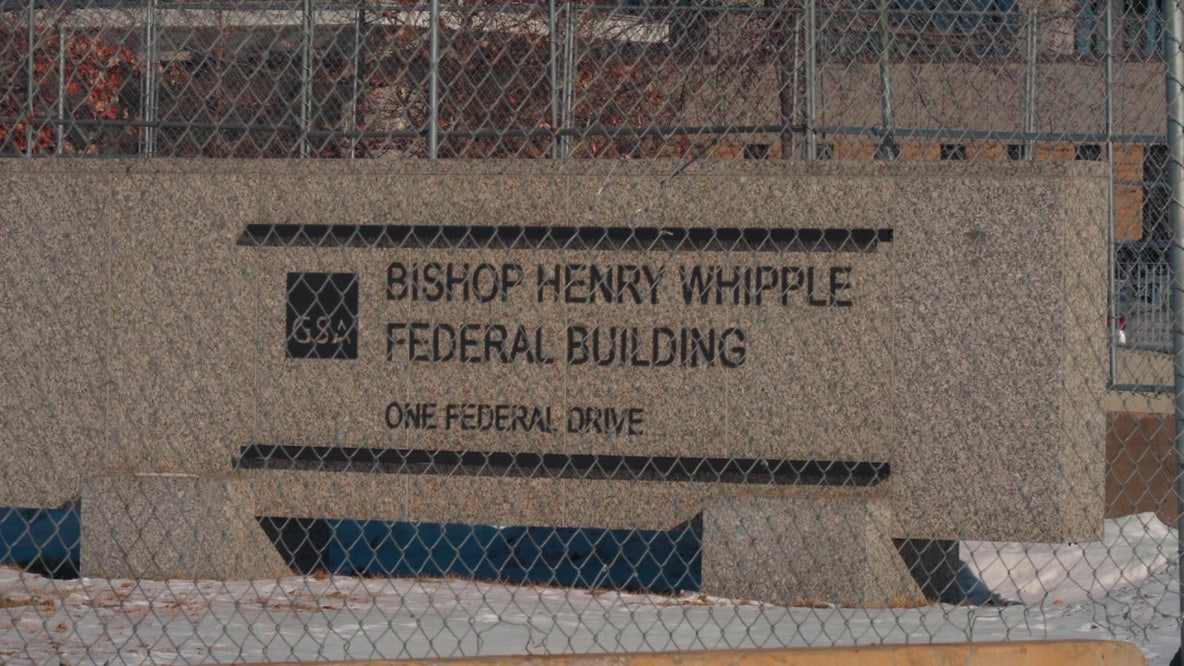 GSA
BISHOP HENRY WHIPPLE
FEDERAL BUILDING
ONE FEDERAL DRIVE